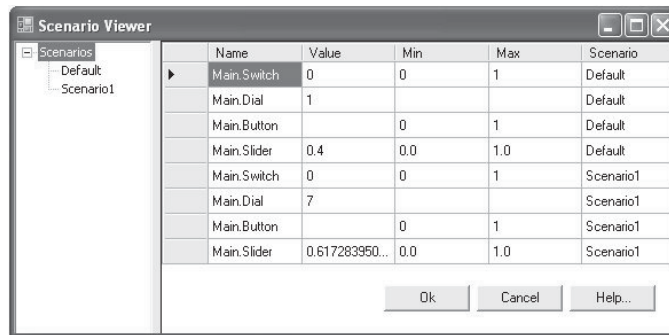 Scenario Viewer
Scenarios
Default
Scenario1
Name Value Min Max Scenario
Main.Switch 0 0 1 Default
Main.Dial 1 Default
Main.Button 0 1 Default
Main.Slider 0.4 0.0 1.0 Default
Main.Switch 0 0 1 Scenario1
Main.Dial 7 Scenario1
Main.Button 0 1 Scenario1
Main.Slider 0.617283950... 0.0 1.0 Scenario1
Ok Cancel Help...